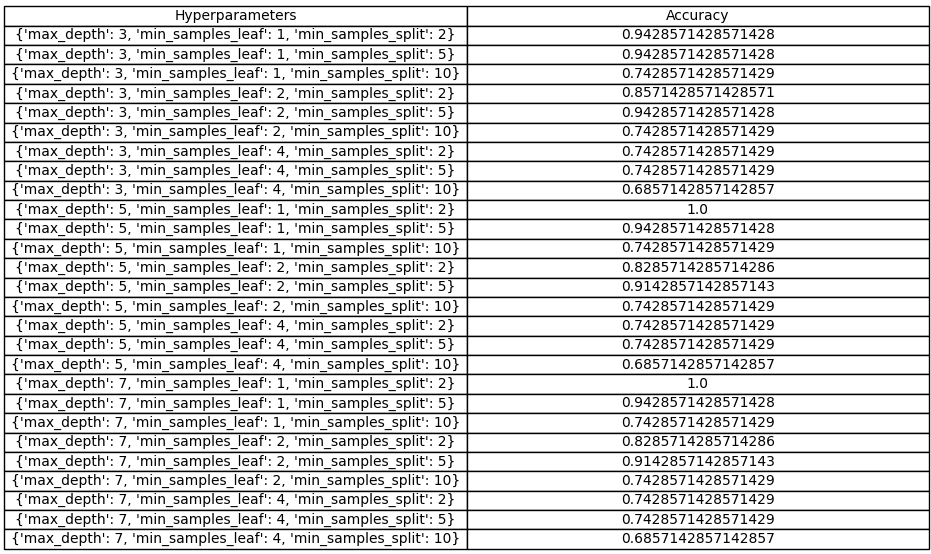 Hyperparameters Accuracy
{'max_depth': 3, 'min_samples_leaf': 1, 'min_samples_split': 2} 0.9428571428571428
{'max_depth': 3, 'min_samples_leaf': 1, 'min_samples_split': 5} 0.9428571428571428
{'max_depth': 3, 'min_samples_leaf': 1, 'min_samples_split': 10} 0.7428571428571429
{'max_depth': 3, 'min_samples_leaf': 2, 'min_samples_split': 2} 0.8571428571428571
{'max_depth': 3, 'min_samples_leaf': 2, 'min_samples_split': 5} 0.9428571428571428
{'max_depth': 3, 'min_samples_leaf': 2, 'min_samples_split': 10} 0.7428571428571429
{'max_depth': 3, 'min_samples_leaf': 4, 'min_samples_split': 2} 0.7428571428571429
{'max_depth': 3, 'min_samples_leaf': 4, 'min_samples_split': 5} 0.7428571428571429
{'max_depth': 3, 'min_samples_leaf': 4, 'min_samples_split': 10} 0.6857142857142857
{'max_depth': 5, 'min_samples_leaf': 1, 'min_samples_split': 2} 1.0
{'max_depth': 5, 'min_samples_leaf': 1, 'min_samples_split': 5} 0.9428571428571428
{'max_depth': 5, 'min_samples_leaf': 1, 'min_samples_split': 10} 0.7428571428571429
{'max_depth': 5, 'min_samples_leaf': 2, 'min_samples_split': 2} 0.8285714285714286
{'max_depth': 5, 'min_samples_leaf': 2, 'min_samples_split': 5} 0.9142857142857143
{'max_depth': 5, 'min_samples_leaf': 2, 'min_samples_split': 10} 0.7428571428571429
{'max_depth': 5, 'min_samples_leaf': 4, 'min_samples_split': 2} 0.7428571428571429
{'max_depth': 5, 'min_samples_leaf': 4, 'min_samples_split': 5} 0.7428571428571429
{'max_depth': 5, 'min_samples_leaf': 4, 'min_samples_split': 10} 0.6857142857142857
{'max_depth': 7, 'min_samples_leaf': 1, 'min_samples_split': 2} 1.0
{'max_depth': 7, 'min_samples_leaf': 1, 'min_samples_split': 5} 0.9428571428571428
{'max_depth': 7, 'min_samples_leaf': 1, 'min_samples_split': 10} 0.7428571428571429
{'max_depth': 7, 'min_samples_leaf': 2, 'min_samples_split': 2} 0.8285714285714286
{'max_depth': 7, 'min_samples_leaf': 2, 'min_samples_split': 5} 0.9142857142857143
{'max_depth': 7, 'min_samples_leaf': 2, 'min_samples_split': 10} 0.7428571428571429
{'max_depth': 7, 'min_samples_leaf': 4, 'min_samples_split': 2} 0.7428571428571429
{'max_depth': 7, 'min_samples_leaf': 4, 'min_samples_split': 5} 0.7428571428571429
{'max_depth': 7, 'min_samples_leaf': 4, 'min_samples_split': 10} 0.6857142857142857